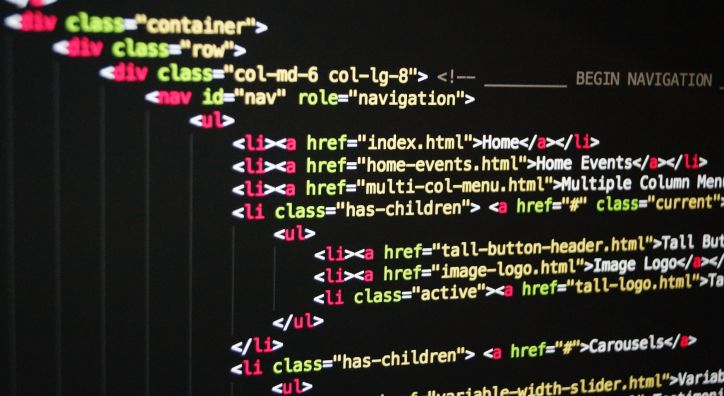 <div class="container">
<div class="row">
<div class="col-md-6 col-lg-8"> <!-- __________ BEGIN NAVIGATION _
<nav id="nav" role="navigation">
<ul>
<li><a href="index.html">Home</a></li>
<li><a href="home-events.html">Home Events</a></li>
<li><a href="multi-col-menu.html">Multiple Column Menu
<li class="has-children"> <a href="#" class="current">
<ul>
<li><a href="tall-button-header.html">Tall But
<li><a href="image-logo.html">Image Logo</a></
<li class="active"><a href="tall-logo.html">Ta
</ul>
</li>
<li class="has-children"> <a href="#">Carousels</a>
<ul>
"variable-width-slider.html">Variab
Testimoni